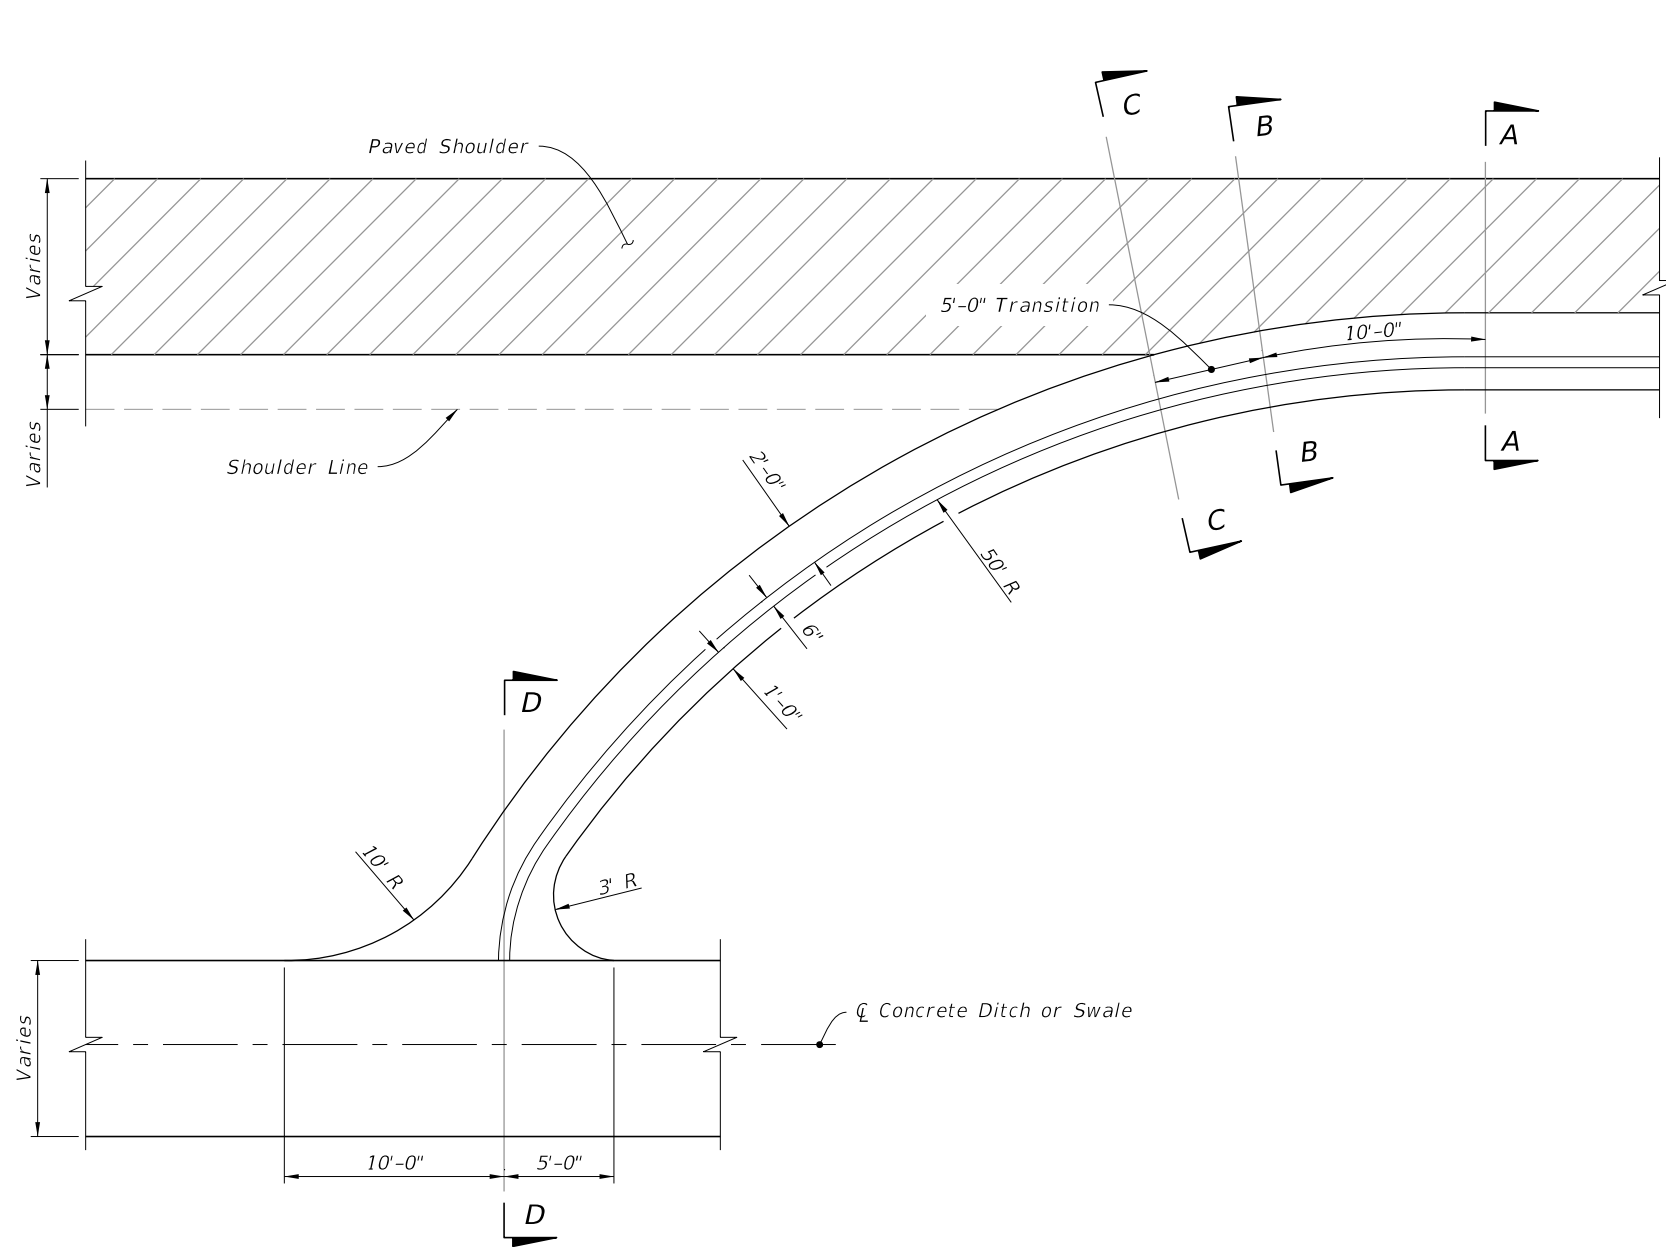 C
B
A
Paved Shoulder
Varies
5'-0" Transition
10'-0"
Varies
Shoulder Line
2'-0"
A
B
C
50' R
6"
1'-0"
D
10' R
3' R
℄ Concrete Ditch or Swale
Varies
10'-0"
5'-0"
D